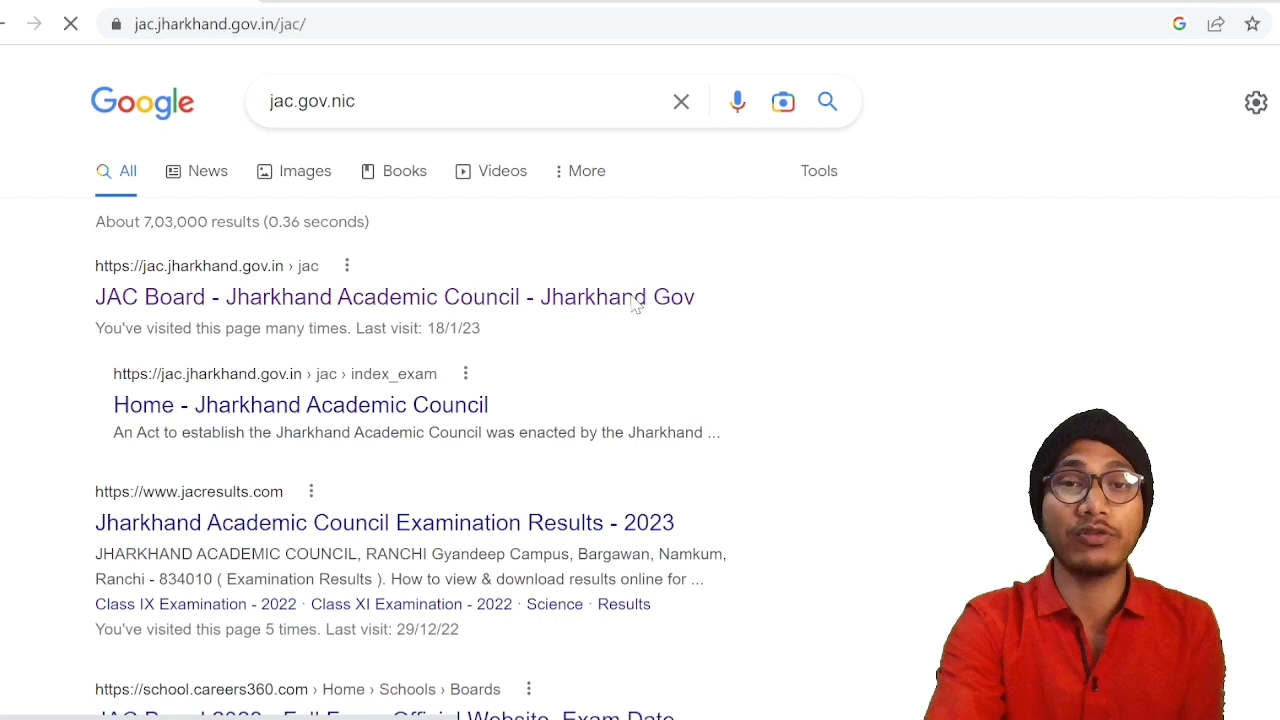 jac.jharkhand.gov.in/jac/
Google
jac.gov.nic
All News Images Books Videos More Tools
About 7,03,000 results (0.36 seconds)
https://jac.jharkhand.gov.in › jac
JAC Board - Jharkhand Academic Council - Jharkhand Gov
You've visited this page many times. Last visit: 18/1/23
https://jac.jharkhand.gov.in › jac › index_exam
Home - Jharkhand Academic Council
An Act to establish the Jharkhand Academic Council was enacted by the Jharkhand ...
https://www.jacresults.com
Jharkhand Academic Council Examination Results - 2023
JHARKHAND ACADEMIC COUNCIL, RANCHI Gyandeep Campus, Bargawan, Namkum,
Ranchi - 834010 ( Examination Results ). How to view & download results online for ...
Class IX Examination - 2022 · Class XI Examination - 2022 · Science · Results
You've visited this page 5 times. Last visit: 29/12/22
https://school.careers360.com › Home › Schools › Boards
JAC Board 2023 - Full Form, Official Website, Exam Date